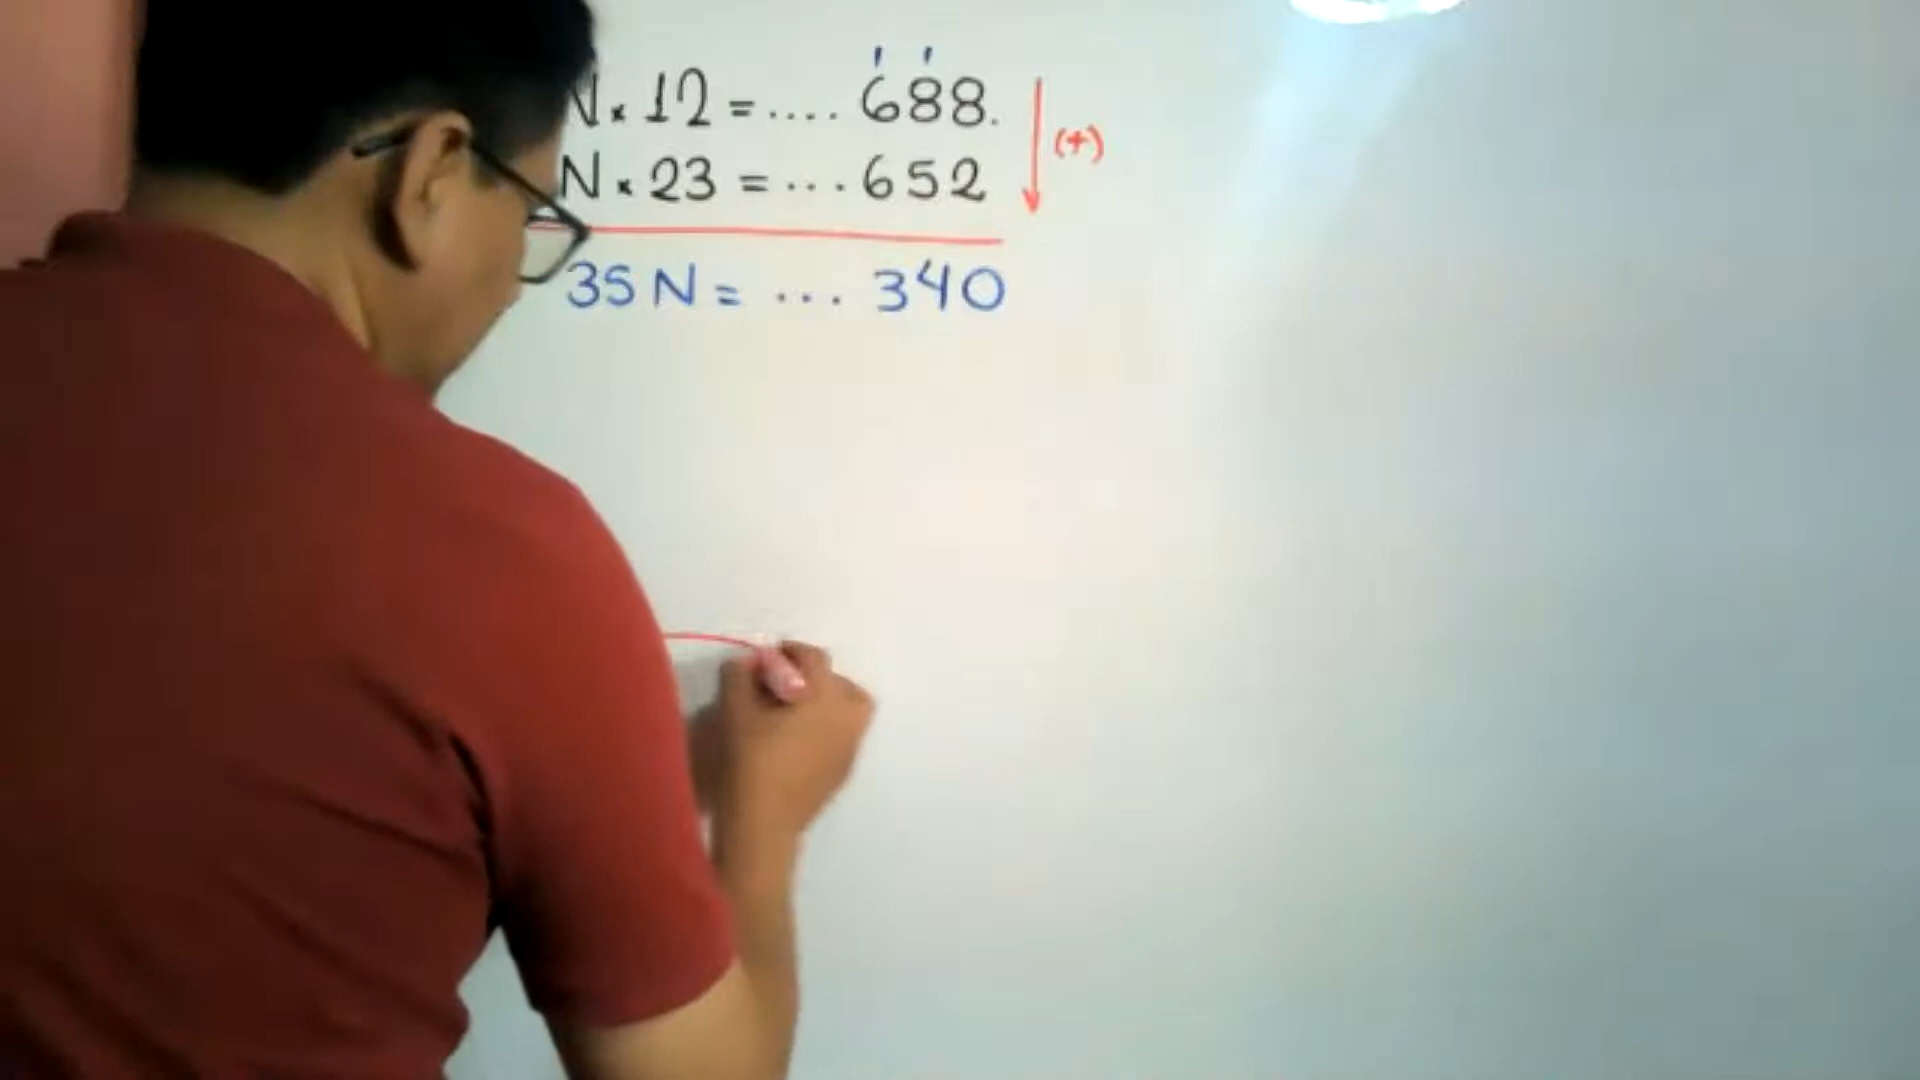 N × 12 = .... 688.
(+)
N × 23 = ... 652
35 N = ... 340